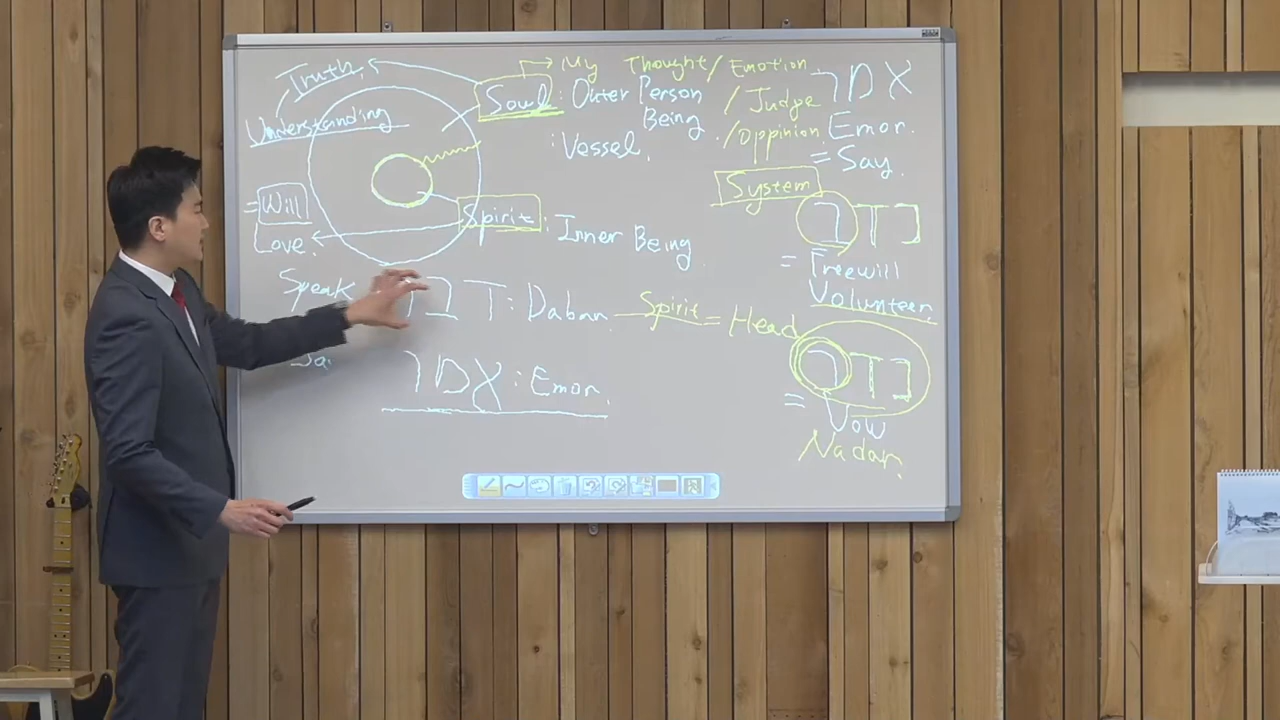 Truth
Understanding
= Will
Love.
Speak
Soul : Outer Person
Being
: Vessel.
→ My Thought / Emotion
/ Judge
/ Oppinion
System
Spirit : Inner Being
דבר : Dabar.
Spirit = Head
אמר : Emor.
אמר
Emor.
= Say.
נדב
= Freewill
Volunteer
נדר
= Vow
Nadar.